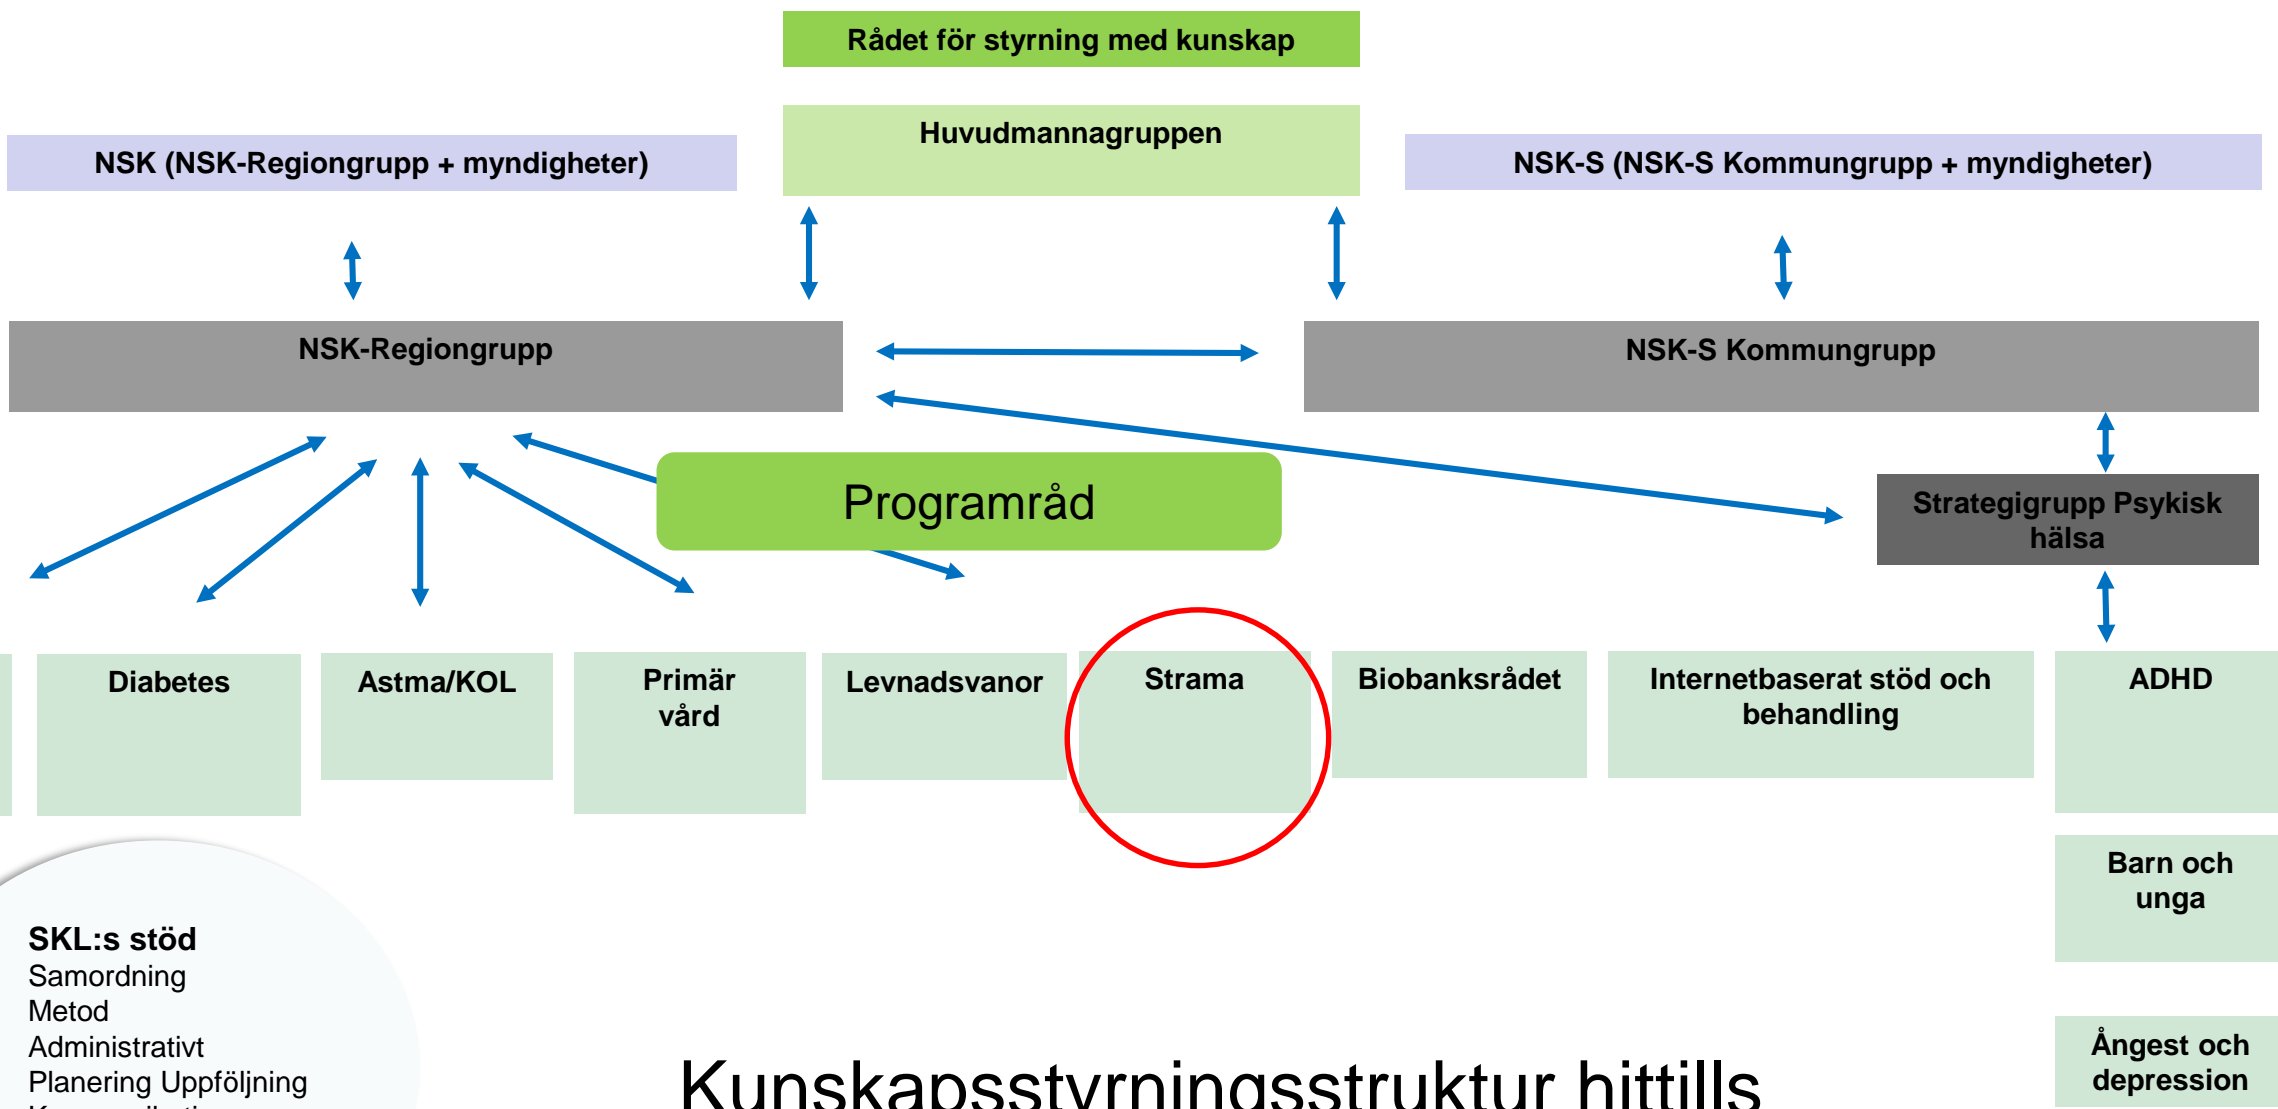 Rådet för styrning med kunskap
Huvudmannagruppen
NSK (NSK-Regiongrupp + myndigheter)
NSK-S (NSK-S Kommungrupp + myndigheter)
NSK-Regiongrupp
NSK-S Kommungrupp
Programråd
Strategigrupp Psykisk
hälsa
Diabetes
Astma/KOL
Primär
vård
Levnadsvanor
Strama
Biobanksrådet
Internetbaserat stöd och
behandling
ADHD
Barn och
unga
Ångest och
depression
SKL:s stöd
Samordning
Metod
Administrativt
Planering Uppföljning
Kunskapsstyrningsstruktur hittills